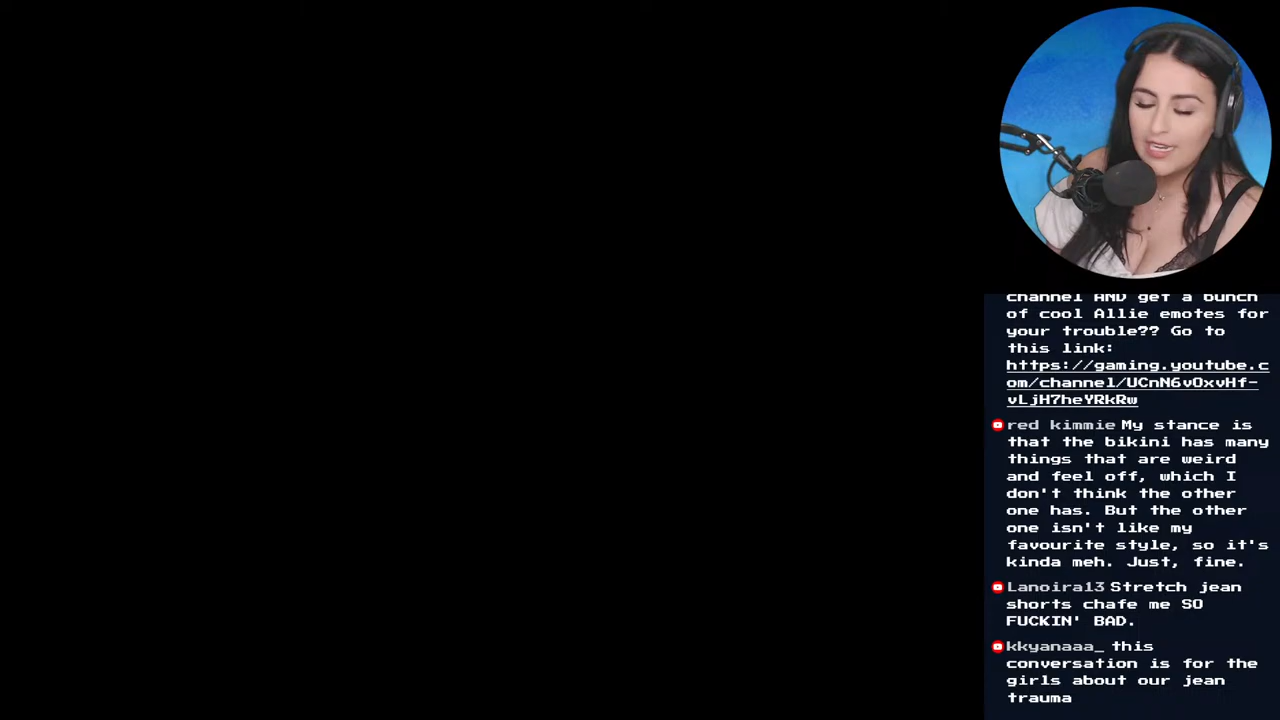 channel AND get a bunch
of cool Allie emotes for
your trouble?? Go to
this link:
https://gaming.youtube.c
om/channel/UCnN6vOxvHf-
vLjH7heYRkRw
red kimmie My stance is
that the bikini has many
things that are weird
and feel off, which I
don't think the other
one has. But the other
one isn't like my
favourite style, so it's
kinda meh. Just, fine.
Lanoira13 Stretch jean
shorts chafe me SO
FUCKIN' BAD.
kkyanaaa_ this
conversation is for the
girls about our jean
trauma